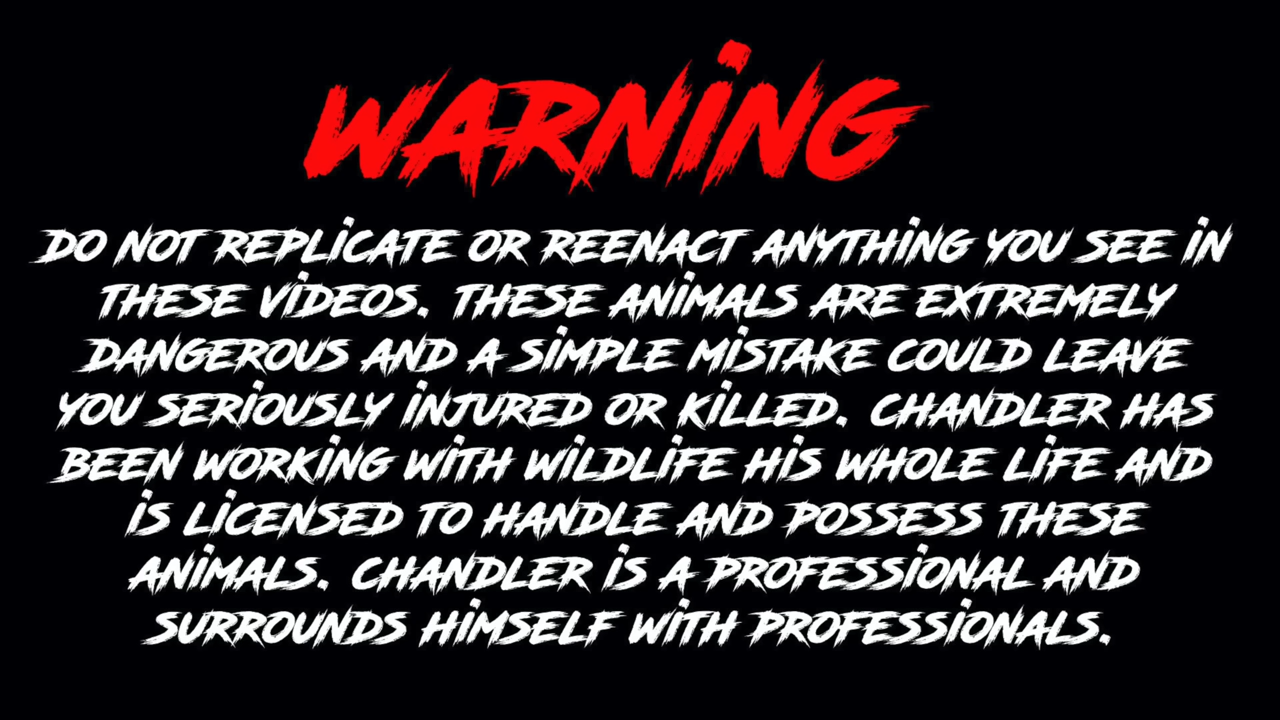 WARNiNG
DO NOT REPLiCATE OR REENACT ANYTHiNG YOU SEE iN
THESE ViDEOS. THESE ANiMALS ARE EXTREMELY
DANGEROUS AND A SiMPLE MiSTAKE COULD LEAVE
YOU SERiOUSLY iNJURED OR KiLLED. CHANDLER HAS
BEEN WORKiNG WiTH WiLDLiFE HiS WHOLE LiFE AND
iS LiCENSED TO HANDLE AND POSSESS THESE
ANiMALS. CHANDLER iS A PROFESSiONAL AND
SURROUNDS HiMSELF WiTH PROFESSiONALS.